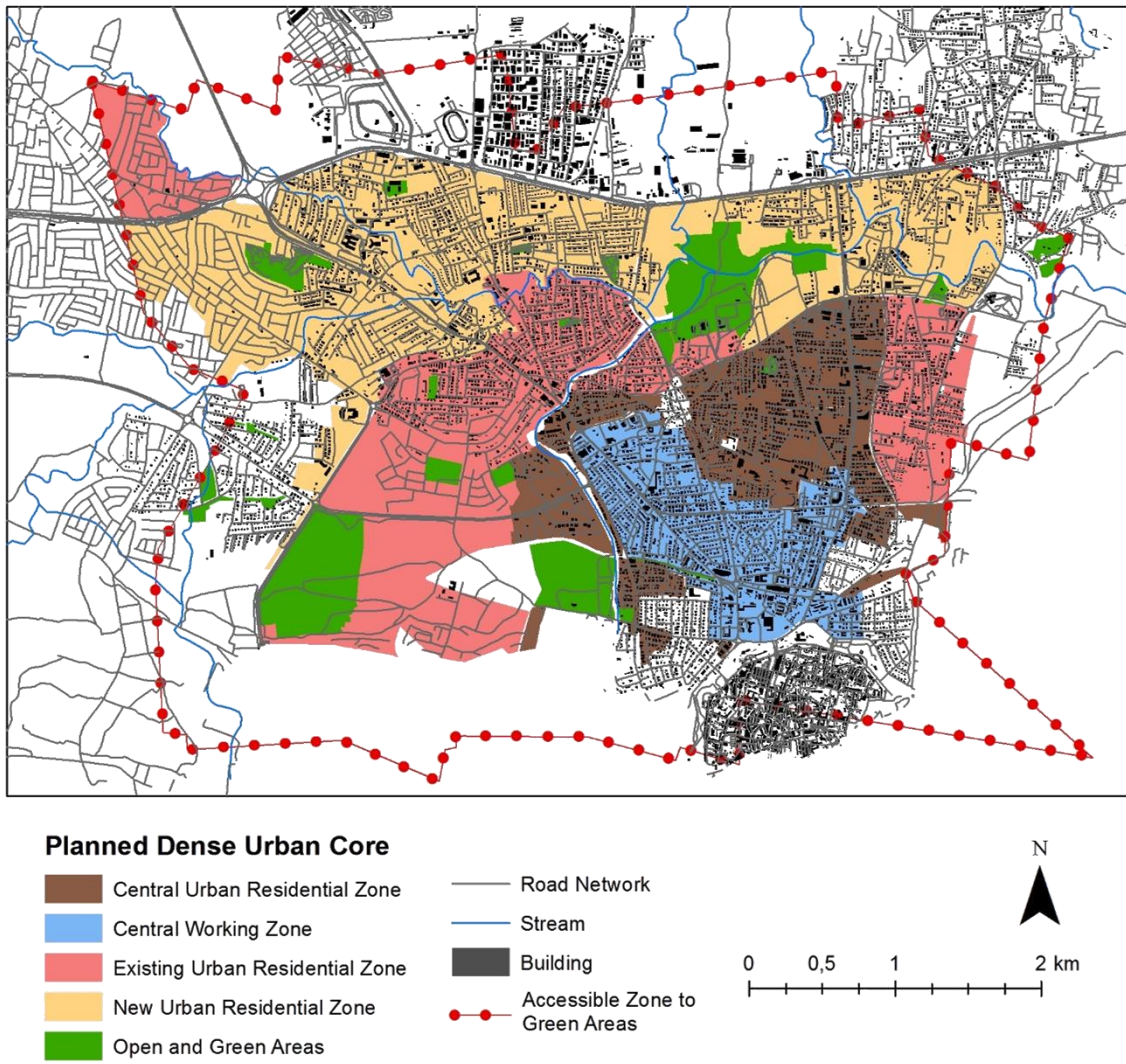 Planned Dense Urban Core
Central Urban Residential Zone
Central Working Zone
Existing Urban Residential Zone
New Urban Residential Zone
Open and Green Areas
Road Network
Stream
Building
Accessible Zone to
Green Areas
N
0 0,5 1 2 km